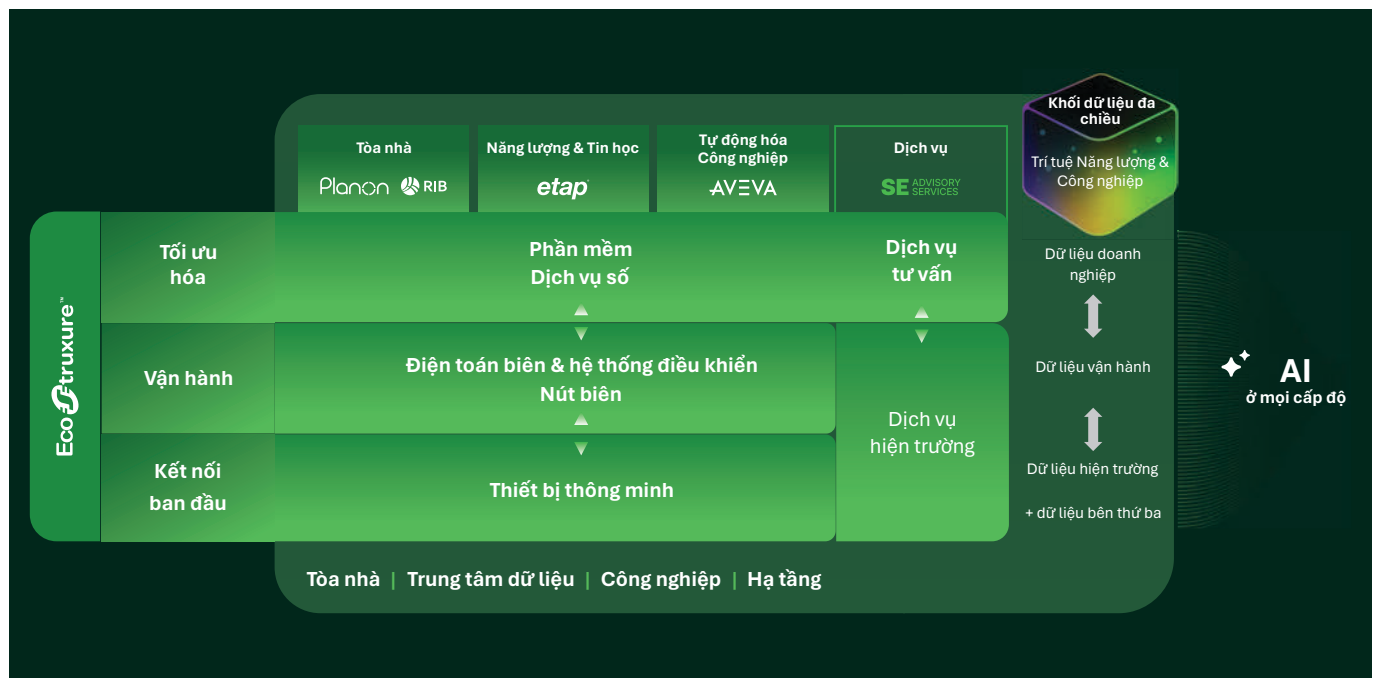 Khối dữ liệu đa
chiều
Trí tuệ Năng lượng &
Công nghiệp
Tòa nhà
Planon RIB
Năng lượng & Tin học
etap
Tự động hóa
Công nghiệp
AVEVA
Dịch vụ
SE ADVISORY
SERVICES
EcoStruxure™
Tối ưu
hóa
Phần mềm
Dịch vụ số
Dịch vụ
tư vấn
Dữ liệu doanh
nghiệp
Vận hành
Điện toán biên & hệ thống điều khiển
Nút biên
Dịch vụ
hiện trường
Dữ liệu vận hành
AI
ở mọi cấp độ
Kết nối
ban đầu
Thiết bị thông minh
Dữ liệu hiện trường
+ dữ liệu bên thứ ba
Tòa nhà | Trung tâm dữ liệu | Công nghiệp | Hạ tầng